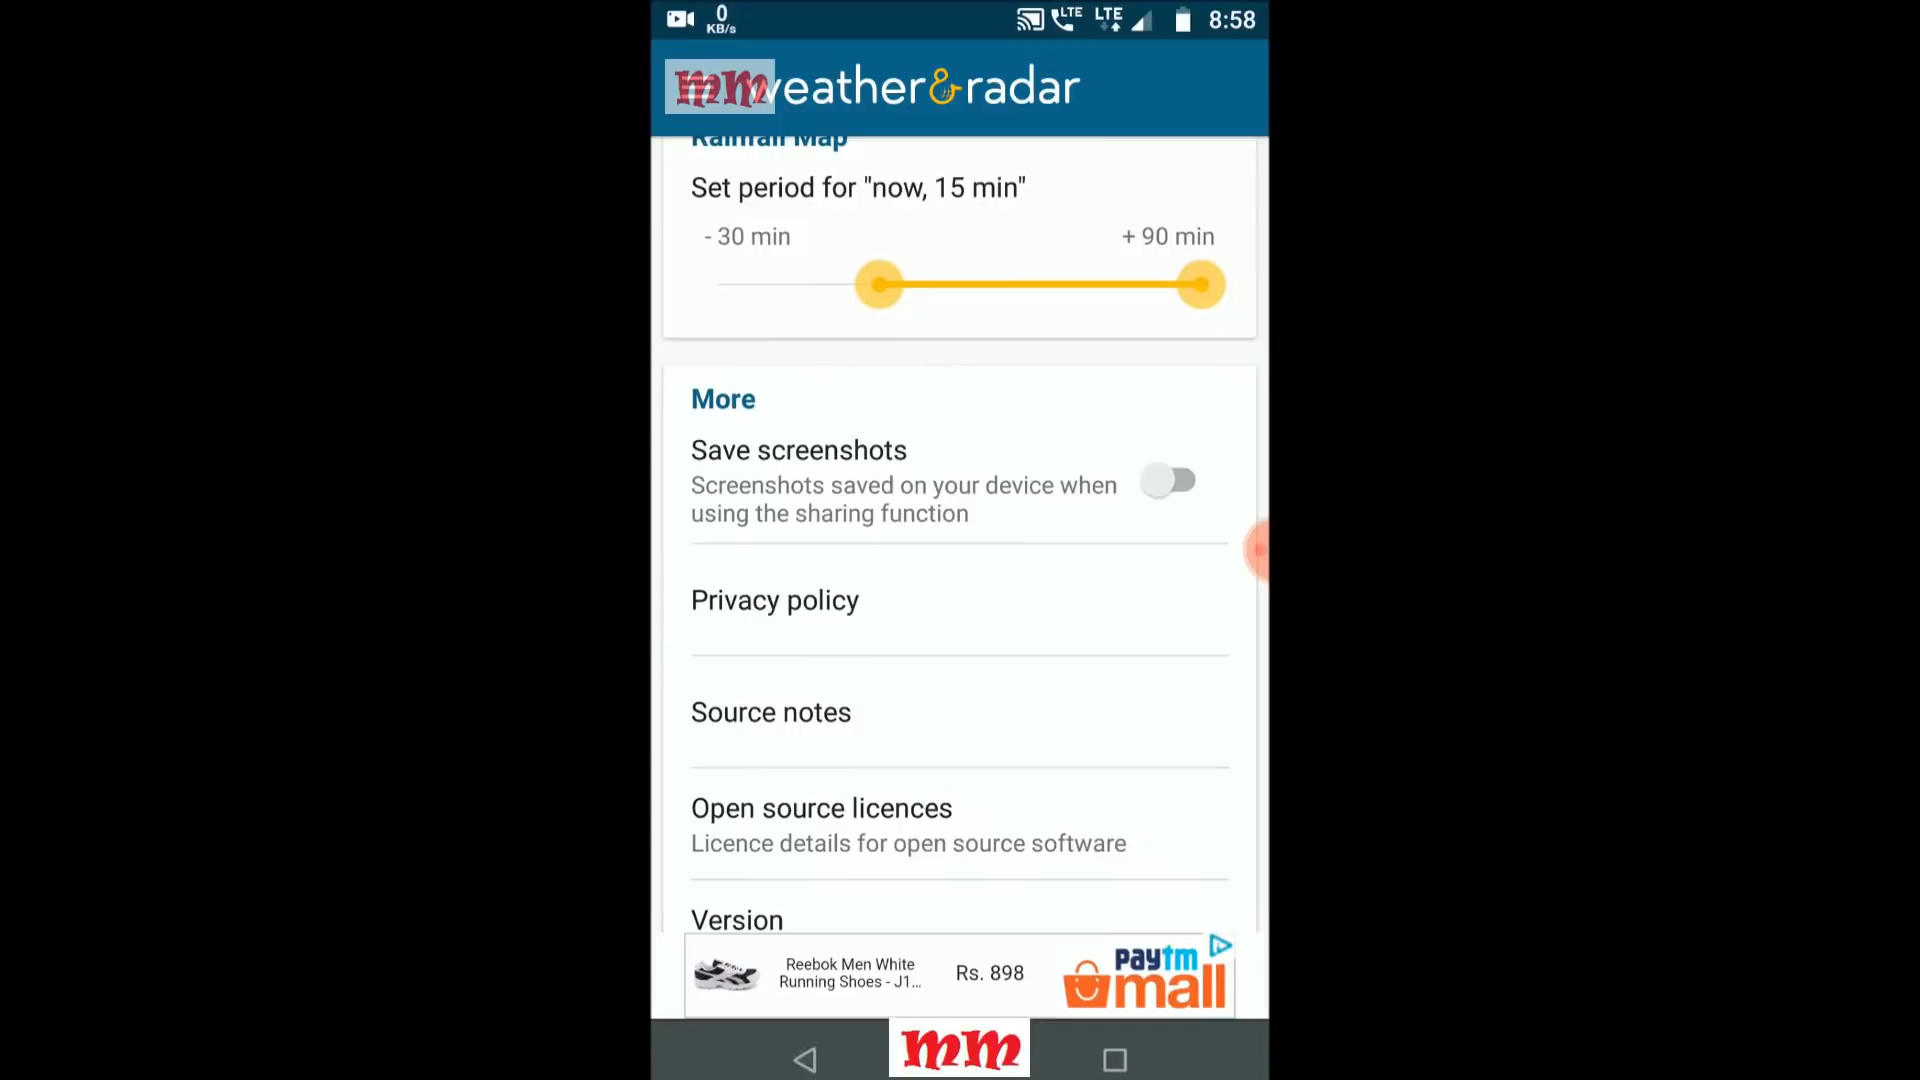 0
KB/s
LTE
LTE
8:58
mm
weather&radar
Rainfall Map
Set period for "now, 15 min"
- 30 min
+ 90 min
More
Save screenshots
Screenshots saved on your device when
using the sharing function
Privacy policy
Source notes
Open source licences
Licence details for open source software
Version
Reebok Men White
Running Shoes - J1...
Rs. 898
paytm
mall
mm